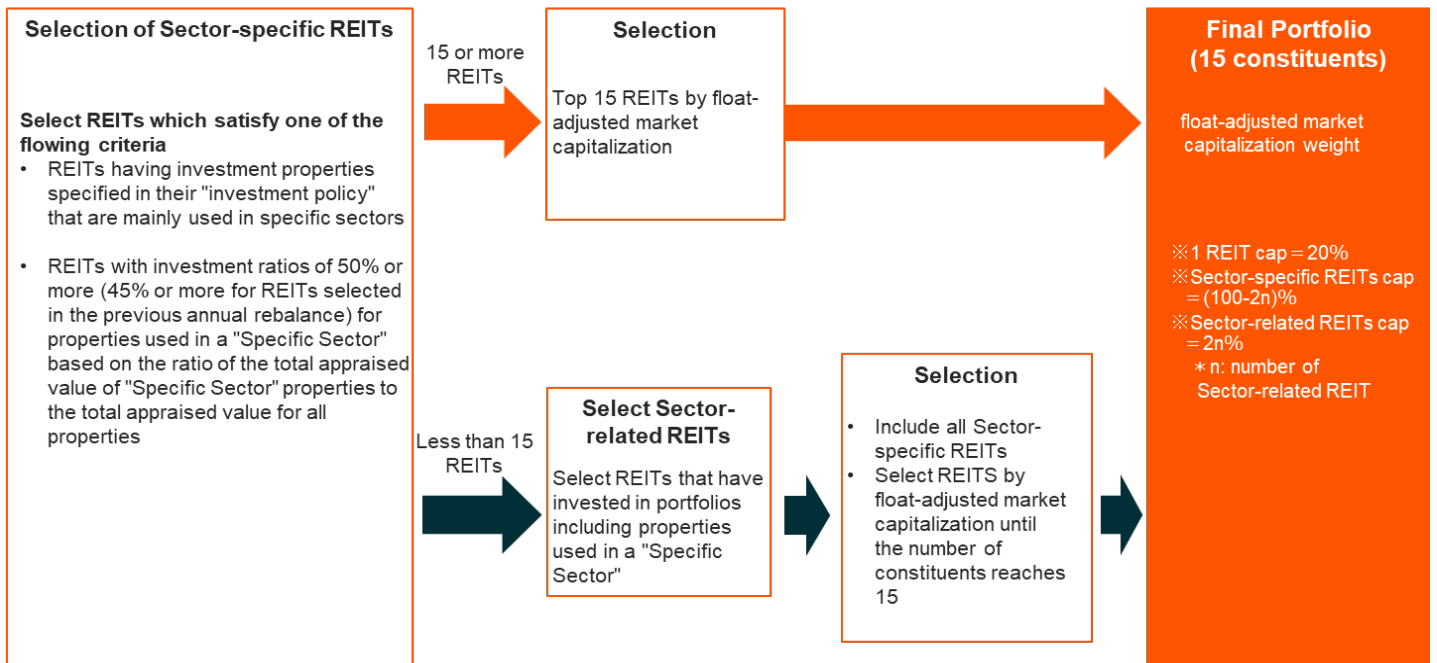 Selection of Sector-specific REITs
Select REITs which satisfy one of the
flowing criteria
• REITs having investment properties
specified in their "investment policy"
that are mainly used in specific sectors
• REITs with investment ratios of 50% or
more (45% or more for REITs selected
in the previous annual rebalance) for
properties used in a "Specific Sector"
based on the ratio of the total appraised
value of "Specific Sector" properties to
the total appraised value for all
properties
15 or more
REITs
Selection
Top 15 REITs by float-
adjusted market
capitalization
Less than 15
REITs
Select Sector-
related REITs
Select REITs that have
invested in portfolios
including properties
used in a "Specific
Sector"
Selection
• Include all Sector-
specific REITs
• Select REITS by
float-adjusted market
capitalization until
the number of
constituents reaches
15
Final Portfolio
(15 constituents)
float-adjusted market
capitalization weight
※1 REIT cap＝20%
※Sector-specific REITs cap
＝(100-2n)%
※Sector-related REITs cap
＝2n%
＊n: number of
Sector-related REIT